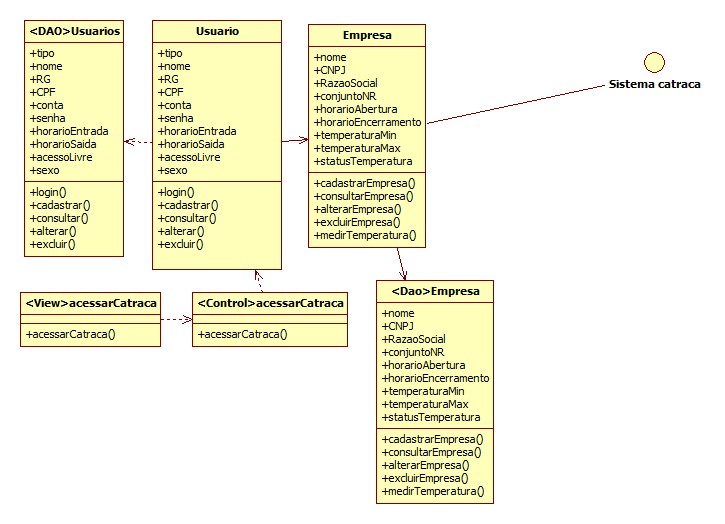 <DAO>Usuarios
+tipo
+nome
+RG
+CPF
+conta
+senha
+horarioEntrada
+horarioSaida
+acessoLivre
+sexo
+login()
+cadastrar()
+consultar()
+alterar()
+excluir()
Usuario
+tipo
+nome
+RG
+CPF
+conta
+senha
+horarioEntrada
+horarioSaida
+acessoLivre
+sexo
+login()
+cadastrar()
+consultar()
+alterar()
+excluir()
Empresa
+nome
+CNPJ
+RazaoSocial
+conjuntoNR
+horarioAbertura
+horarioEncerramento
+temperaturaMin
+temperaturaMax
+statusTemperatura
+cadastrarEmpresa()
+consultarEmpresa()
+alterarEmpresa()
+excluirEmpresa()
+medirTemperatura()
Sistema catraca
<View>acessarCatraca
+acessarCatraca()
<Control>acessarCatraca
+acessarCatraca()
<Dao>Empresa
+nome
+CNPJ
+RazaoSocial
+conjuntoNR
+horarioAbertura
+horarioEncerramento
+temperaturaMin
+temperaturaMax
+statusTemperatura
+cadastrarEmpresa()
+consultarEmpresa()
+alterarEmpresa()
+excluirEmpresa()
+medirTemperatura()